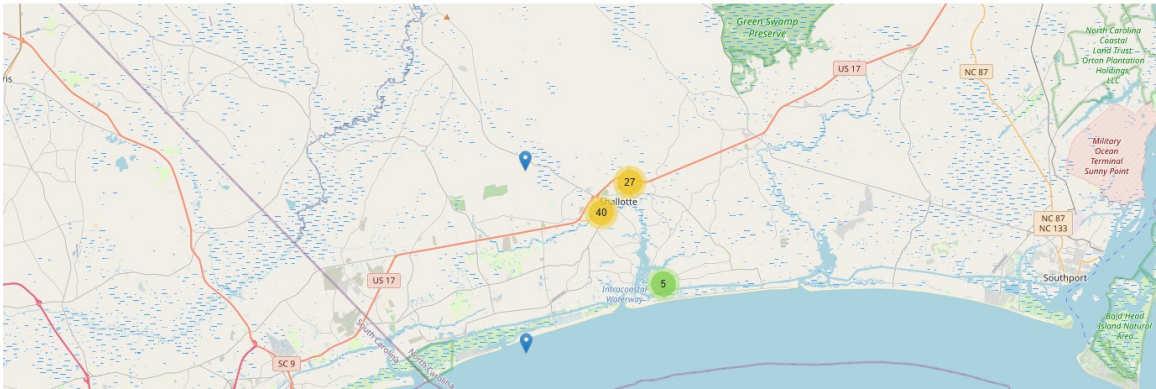 Green Swamp
Preserve
North Carolina
Coastal
Land Trust:
Orton Plantation
Holdings,
LLC
US 17
NC 87
ris
Military
Ocean
Terminal
Sunny Point
27
Shallotte
40
NC 87
NC 133
US 17
5
Southport
Intracoastal
Waterway
Bald Head
Island Natural
Area
South Carolina
North Carolina
SC 9